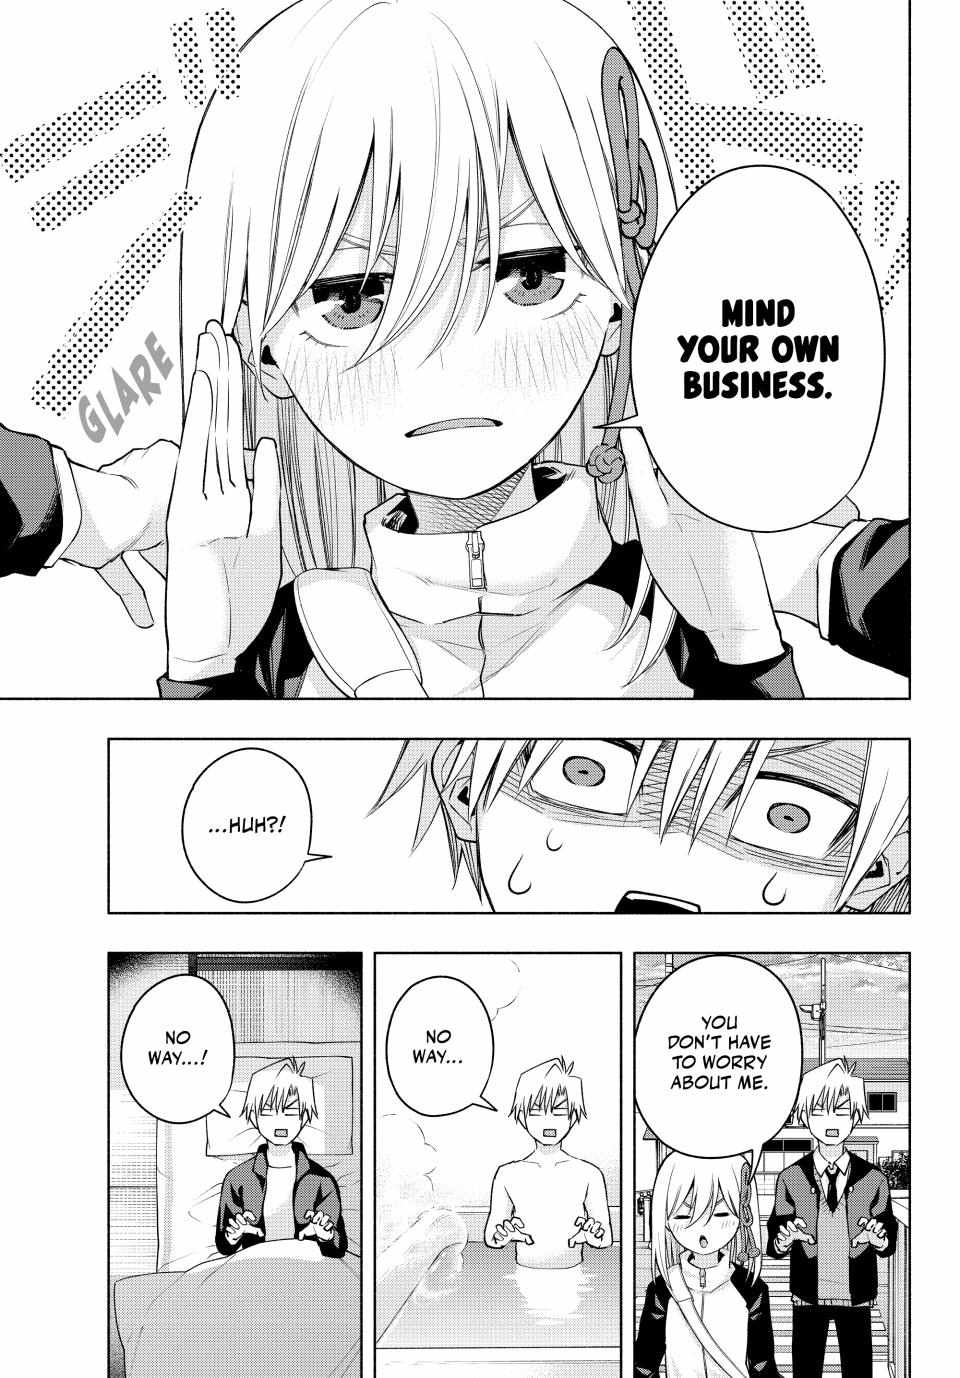 MIND
YOUR OWN
BUSINESS.
GLARE
...HUH?!
YOU
DON'T HAVE
TO WORRY
ABOUT ME.
NO
WAY...
NO
WAY...!